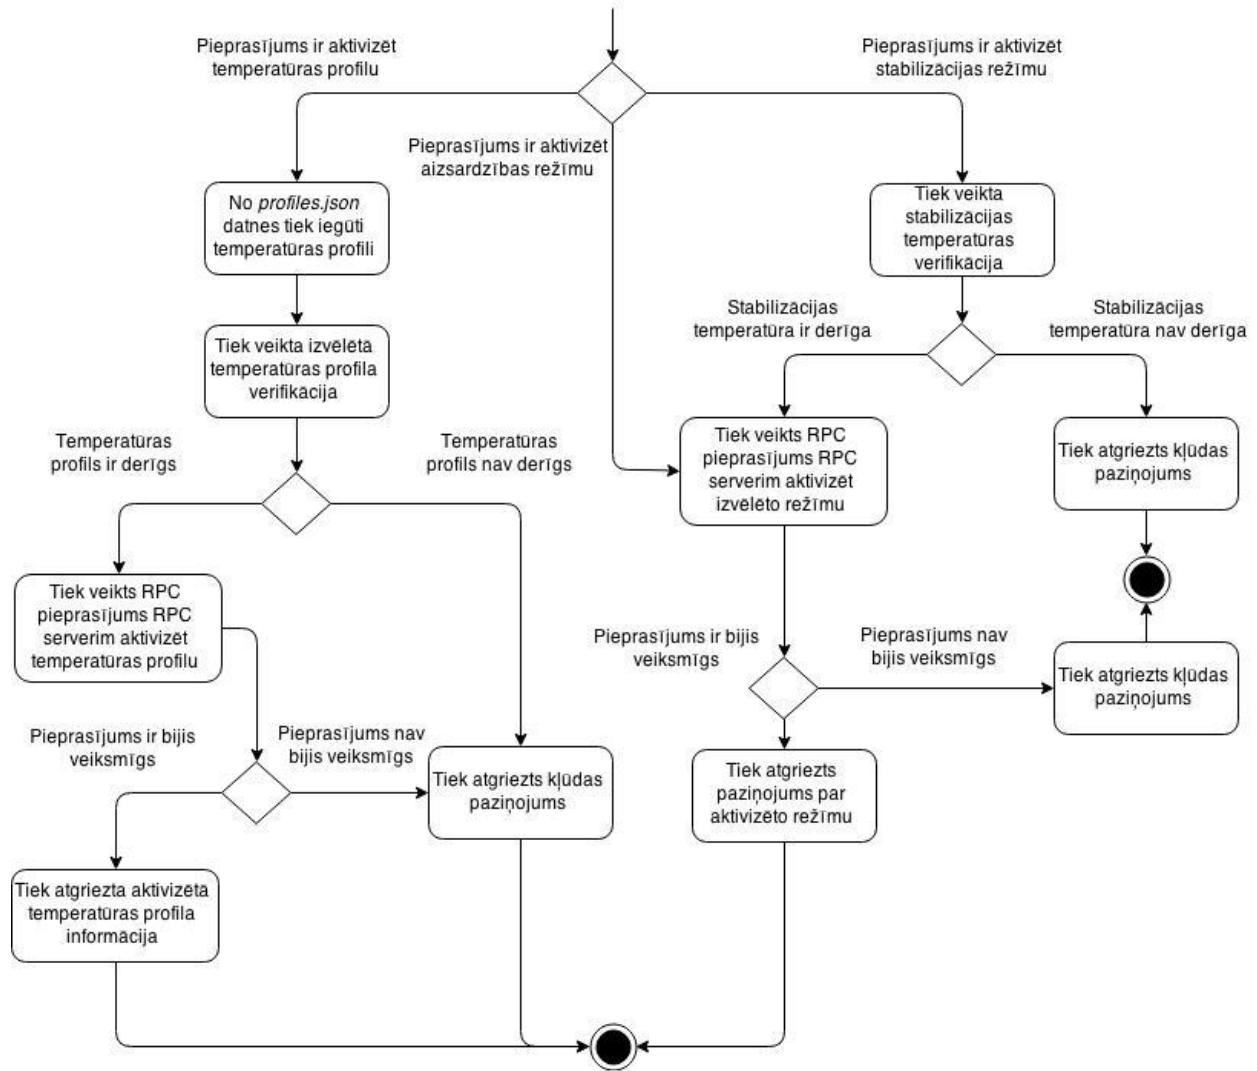 Pieprasījums ir aktivizēt
temperatūras profilu
Pieprasījums ir aktivizēt
stabilizācijas režīmu
Pieprasījums ir aktivizēt
aizsardzības režīmu
No profiles.json
datnes tiek iegūti
temperatūras profili
Tiek veikta
stabilizācijas
temperatūras
verifikācija
Tiek veikta izvēlētā
temperatūras profila
verifikācija
Stabilizācijas
temperatūra ir derīga
Stabilizācijas
temperatūra nav derīga
Temperatūras
profils ir derīgs
Temperatūras
profils nav derīgs
Tiek veikts RPC
pieprasījums RPC
serverim aktivizēt
izvēlēto režīmu
Tiek atgriezts kļūdas
paziņojums
Tiek veikts RPC
pieprasījums RPC
serverim aktivizēt
temperatūras profilu
Pieprasījums ir bijis
veiksmīgs
Pieprasījums nav
bijis veiksmīgs
Tiek atgriezts kļūdas
paziņojums
Pieprasījums ir bijis
veiksmīgs
Pieprasījums nav
bijis veiksmīgs
Tiek atgriezts kļūdas
paziņojums
Tiek atgriezts
paziņojums par
aktivizēto režīmu
Tiek atgriezta aktivizētā
temperatūras profila
informācija